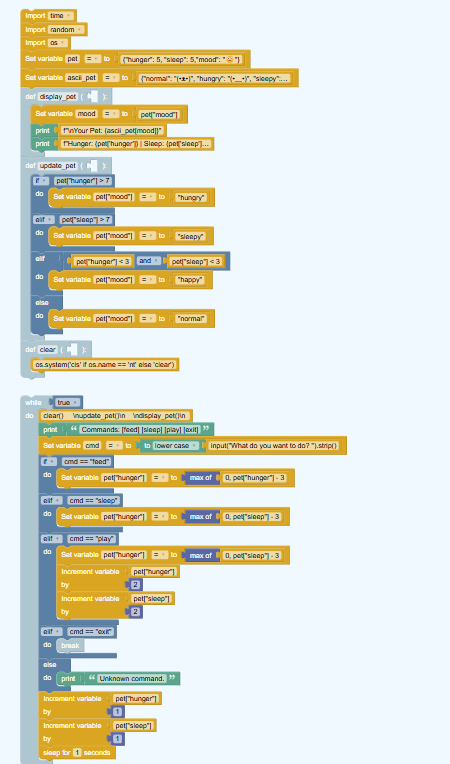 import time
import random
import os
Set variable pet = to {"hunger": 5, "sleep": 5,"mood": "😊"}
Set variable ascii_pet = to {"normal": "(•ᴥ•)", "hungry": "(•﹏•)", "sleepy":...
def display_pet ( ):
Set variable mood = to pet["mood"]
print f"\nYour Pet: {ascii_pet[mood]}"
print f"Hunger: {pet['hunger']} | Sleep: {pet['sleep']...
def update_pet ( ):
if pet["hunger"] > 7
do Set variable pet["mood"] = to "hungry"
elif pet["sleep"] > 7
do Set variable pet["mood"] = to "sleepy"
elif pet["hunger"] < 3 and pet["sleep"] < 3
do Set variable pet["mood"] = to "happy"
else
do Set variable pet["mood"] = to "normal"
def clear ( ):
os.system('cls' if os.name == 'nt' else 'clear')
while true
do clear() \nupdate_pet()\n \ndisplay_pet()\n
print “ Commands: [feed] [sleep] [play] [exit] ”
Set variable cmd = to to lower case input("What do you want to do? ").strip()
if cmd == "feed"
do Set variable pet["hunger"] = to max of 0, pet["hunger"] - 3
elif cmd == "sleep"
do Set variable pet["hunger"] = to max of 0, pet["sleep"] - 3
elif cmd == "play"
do Set variable pet["hunger"] = to max of 0, pet["sleep"] - 3
Increment variable pet["hunger"]
by 2
Increment variable pet["sleep"]
by 2
elif cmd == "exit"
do break
else
do print “ Unknown command. ”
Increment variable pet["hunger"]
by 1
Increment variable pet["sleep"]
by 1
sleep for 1 seconds